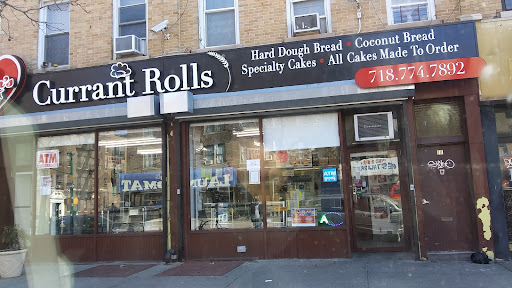 Currant Rolls
Hard Dough Bread • Coconut Bread
Specialty Cakes • All Cakes Made To Order
718.774.7892
ATM
ATM
A